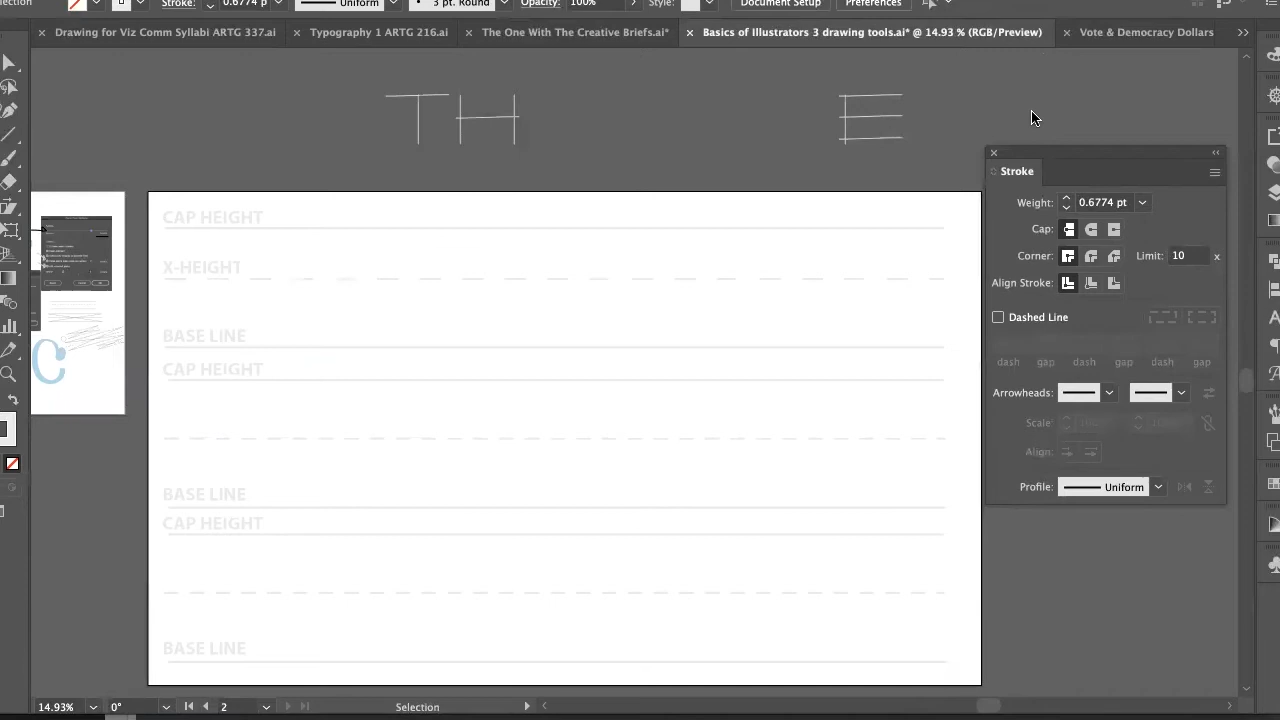 Stroke: 0.6774 p Uniform 3 pt. Round Opacity: 100% Style: Document Setup Preferences
Drawing for Viz Comm Syllabi ARTG 337.ai
Typography 1 ARTG 216.ai
The One With The Creative Briefs.ai*
Basics of Illustrators 3 drawing tools.ai* @ 14.93 % (RGB/Preview)
Vote & Democracy Dollars
TH E
CAP HEIGHT
X-HEIGHT
BASE LINE
CAP HEIGHT
BASE LINE
CAP HEIGHT
BASE LINE
C
Stroke
Weight: 0.6774 pt
Cap:
Corner: Limit: 10 x
Align Stroke:
Dashed Line
dash gap dash gap dash gap
Arrowheads:
Scale:
Align:
Profile: Uniform
14.93% 0° 2 Selection